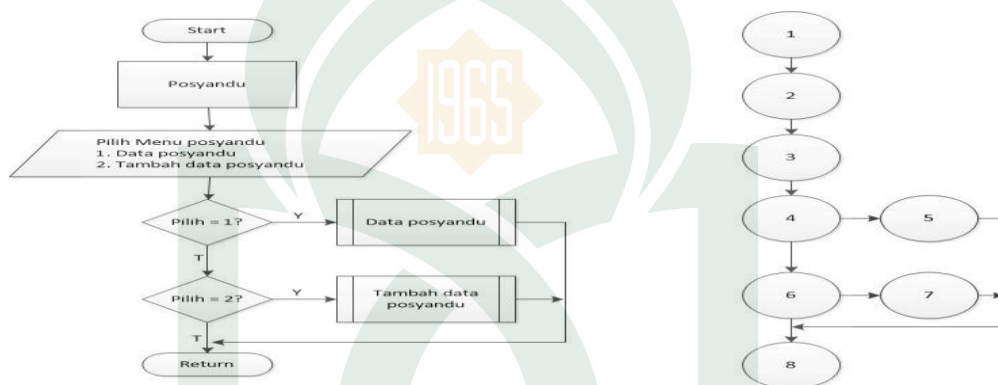 Start
Posyandu
Pilih Menu posyandu
1. Data posyandu
2. Tambah data posyandu
Pilih = 1?
Y
Data posyandu
T
Pilih = 2?
Y
Tambah data
posyandu
T
Return
1965
1
2
3
4
5
6
7
8